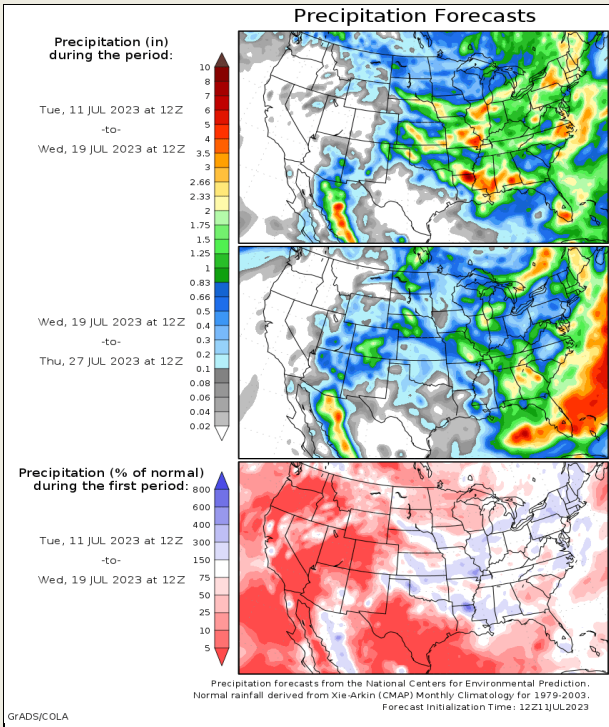 Precipitation Forecasts
Precipitation (in)
during the period:
Tue, 11 JUL 2023 at 12Z
-to-
Wed, 19 JUL 2023 at 12Z
10
8
7
6
5
4
3.5
3
2.66
2.33
2
1.75
1.5
1.25
1
0.83
0.66
0.5
0.4
0.3
0.2
0.1
0.08
0.06
0.04
0.02
Wed, 19 JUL 2023 at 12Z
-to-
Thu, 27 JUL 2023 at 12Z
Precipitation (% of normal)
during the first period:
Tue, 11 JUL 2023 at 12Z
-to-
Wed, 19 JUL 2023 at 12Z
800
600
400
300
150
75
50
25
10
5
Precipitation forecasts from the National Centers for Environmental Prediction.
Normal rainfall derived from Xie-Arkin (CMAP) Monthly Climatology for 1979-2003.
Forecast Initialization Time: 12Z11JUL2023
GrADS/COLA